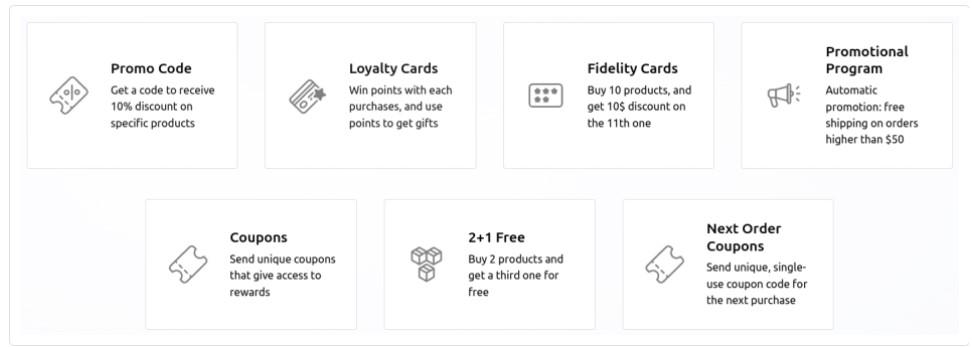 Promo Code
Get a code to receive
10% discount on
specific products
Loyalty Cards
Win points with each
purchases, and use
points to get gifts
Fidelity Cards
Buy 10 products, and
get 10$ discount on
the 11th one
Promotional
Program
Automatic
promotion: free
shipping on orders
higher than $50
Coupons
Send unique coupons
that give access to
rewards
2+1 Free
Buy 2 products and
get a third one for
free
Next Order
Coupons
Send unique, single-
use coupon code for
the next purchase